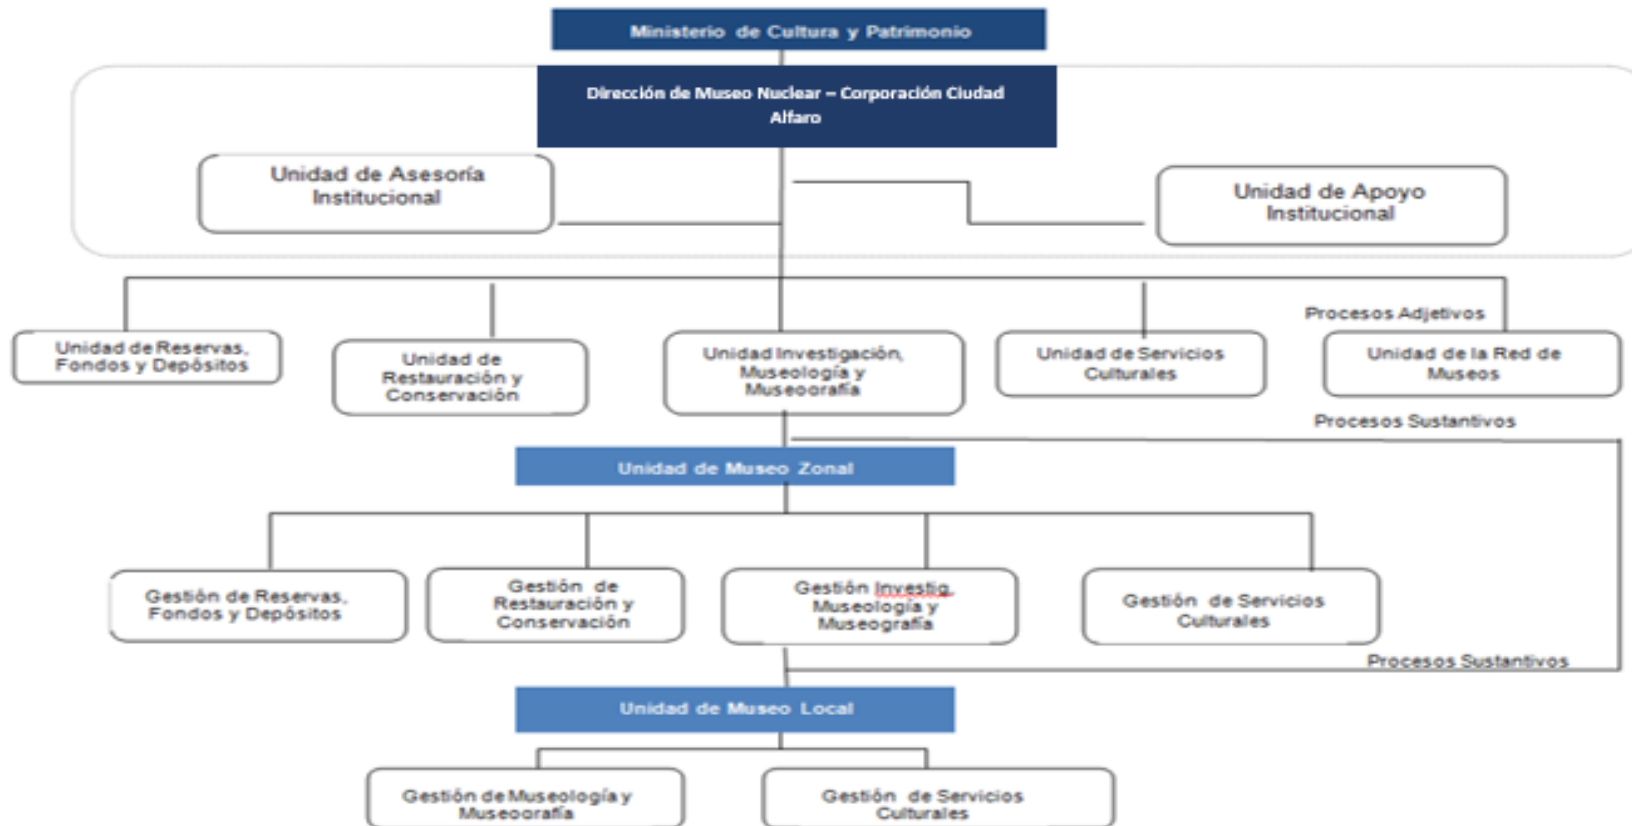 Ministerio de Cultura y Patrimonio
Dirección de Museo Nuclear – Corporación Ciudad
Alfaro
Unidad de Asesoría
Institucional
Unidad de Apoyo
Institucional
Procesos Adjetivos
Unidad de Reservas,
Fondos y Depósitos
Unidad de
Restauración y
Conservación
Unidad Investigación,
Museología y
Museografía
Unidad de Servicios
Culturales
Unidad de la Red de
Museos
Procesos Sustantivos
Unidad de Museo Zonal
Gestión de Reservas,
Fondos y Depósitos
Gestión de
Restauración y
Conservación
Gestión Investig.
Museología y
Museografía
Gestión de Servicios
Culturales
Procesos Sustantivos
Unidad de Museo Local
Gestión de Museología y
Museografía
Gestión de Servicios
Culturales